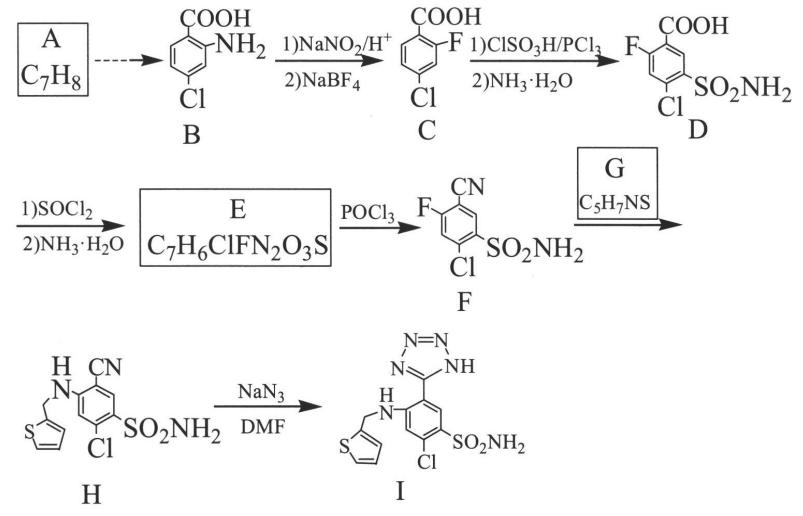 A
C₇H₈
COOH
NH₂
Cl
B
1)NaNO₂/H⁺
2)NaBF₄
COOH
F
Cl
C
1)ClSO₃H/PCl₃
2)NH₃·H₂O
COOH
F
SO₂NH₂
Cl
D
1)SOCl₂
2)NH₃·H₂O
E
C₇H₆ClFN₂O₃S
POCl₃
CN
F
SO₂NH₂
Cl
F
G
C₅H₇NS
H
N
CN
S
SO₂NH₂
Cl
H
NaN₃
DMF
N-N
N NH
H
N
S
SO₂NH₂
Cl
I